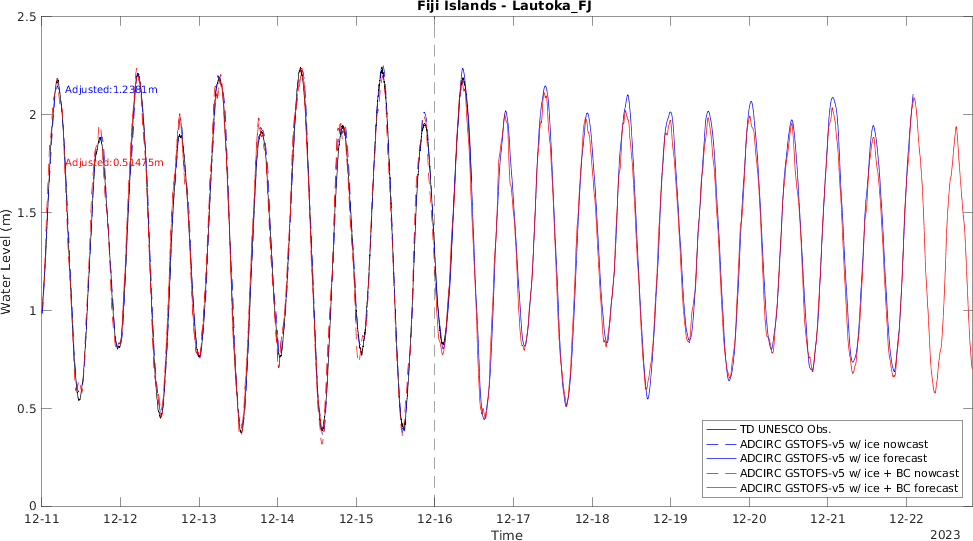 Fiji Islands - Lautoka_FJ
2.5
2
1.5
1
0.5
0
Water Level (m)
Adjusted:1.2381m
Adjusted:0.51475m
TD UNESCO Obs.
ADCIRC GSTOFS-v5 w/ ice nowcast
ADCIRC GSTOFS-v5 w/ ice forecast
ADCIRC GSTOFS-v5 w/ ice + BC nowcast
ADCIRC GSTOFS-v5 w/ ice + BC forecast
12-11 12-12 12-13 12-14 12-15 12-16 12-17 12-18 12-19 12-20 12-21 12-22
Time
2023